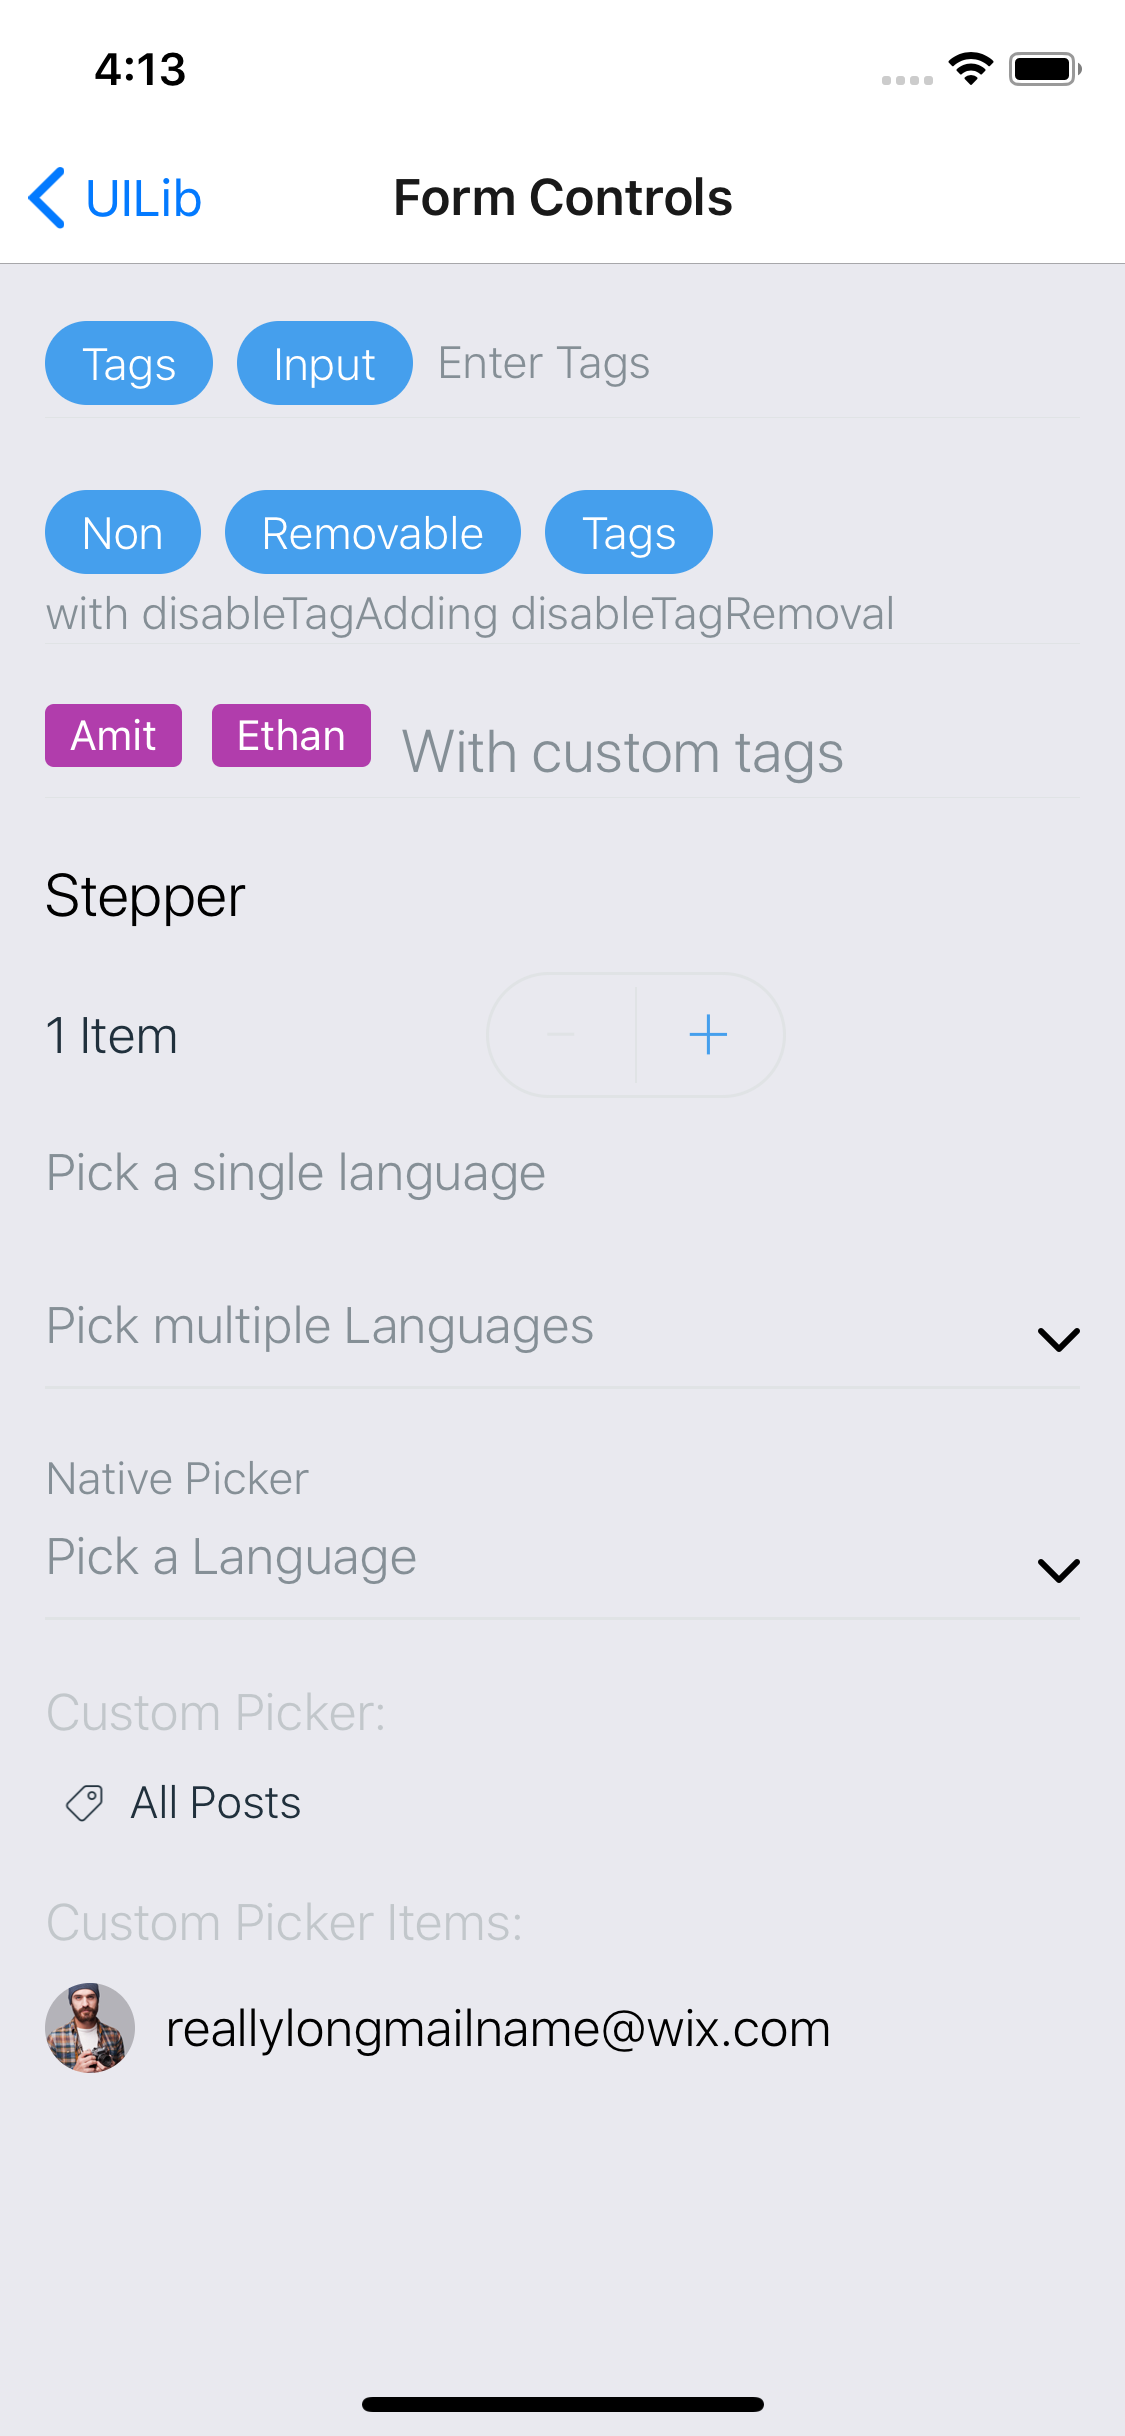 4:13
UILib
Form Controls
Tags Input Enter Tags
Non Removable Tags
with disableTagAdding disableTagRemoval
Amit Ethan With custom tags
Stepper
1 Item
Pick a single language
Pick multiple Languages
Native Picker
Pick a Language
Custom Picker:
All Posts
Custom Picker Items:
reallylongmailname@wix.com